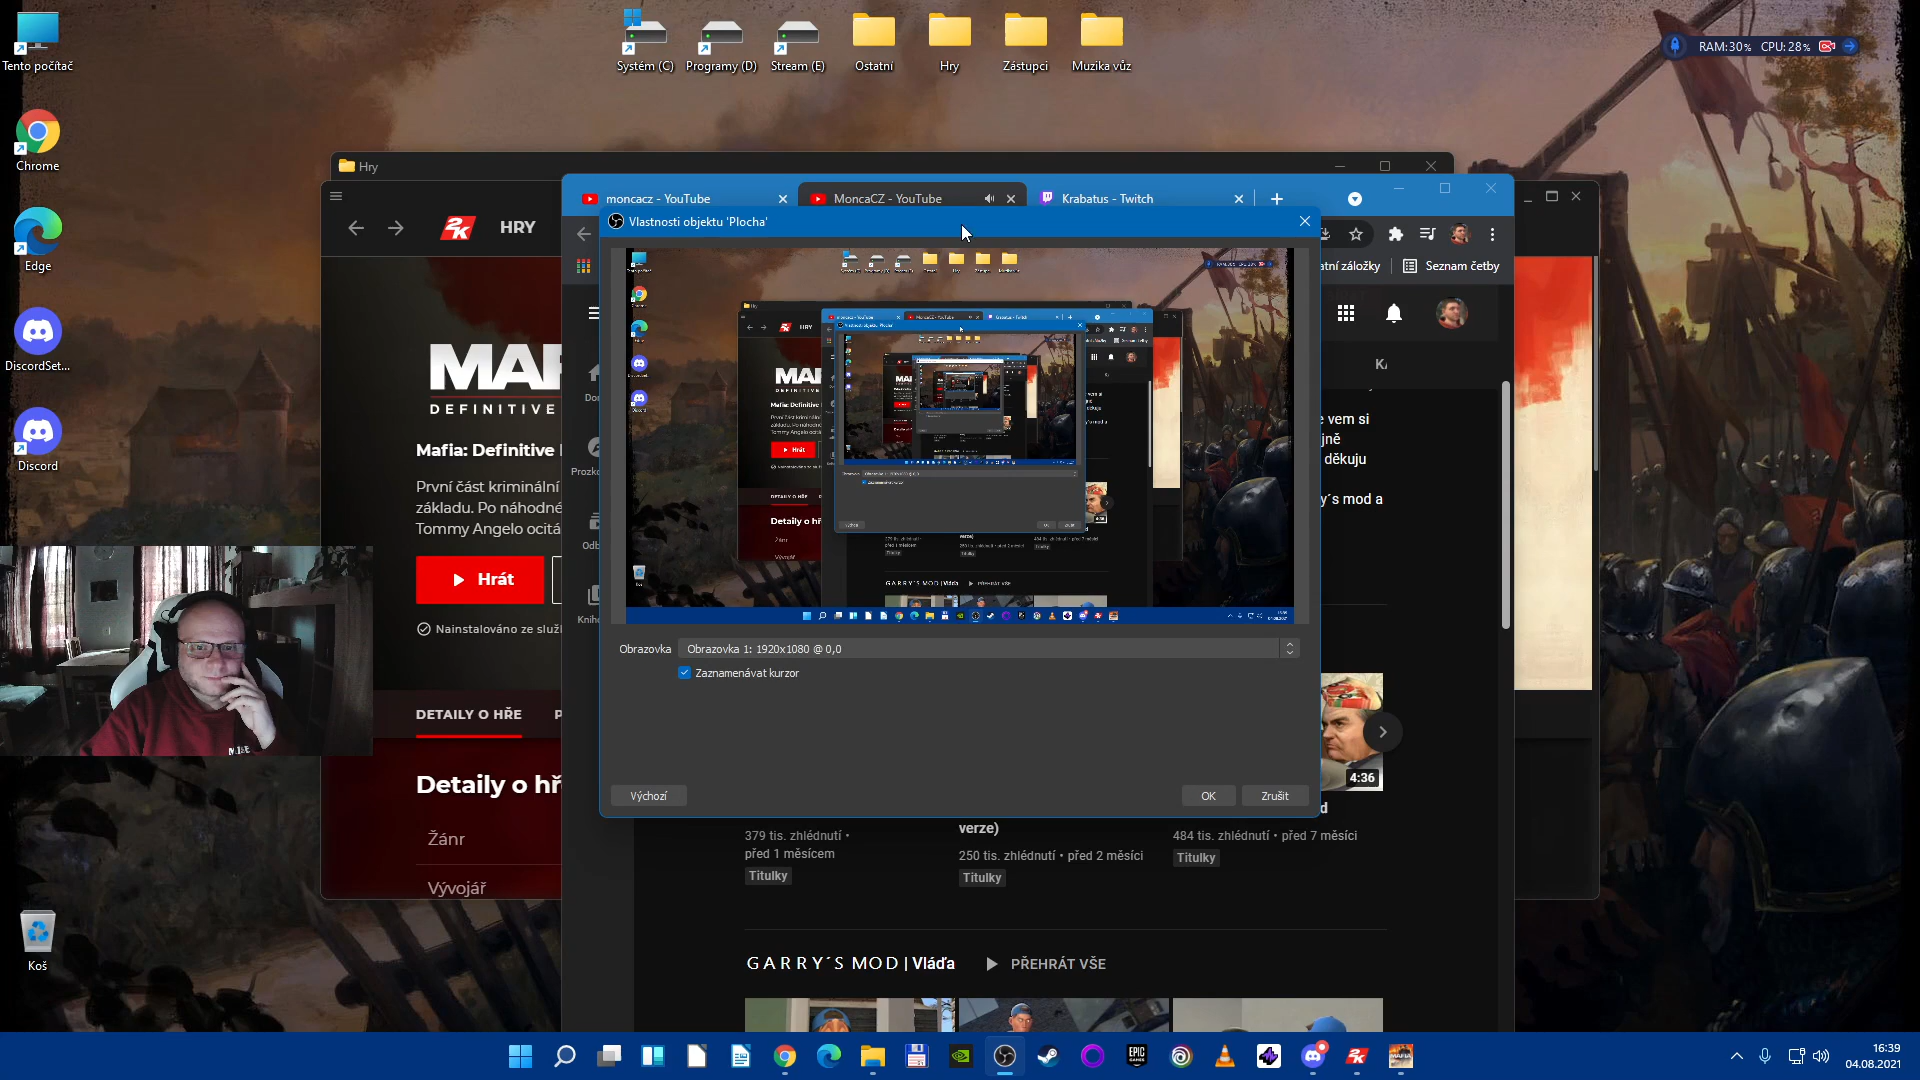 Tento počítač
Systém (C)
Programy (D)
Stream (E)
Ostatní
Hry
Zástupci
Muzika vůz
RAM:30% CPU:28%
Chrome
Edge
DiscordSet...
Discord
Koš
Hry
moncacz - YouTube
MoncaCZ - YouTube
Krabatus - Twitch
2K
HRY
Vlastnosti objektu 'Plocha'
Seznam četby
DEFINITIVE
Mafia: Definitive
První část kriminální
základu. Po náhodné
Tommy Angelo ocitá
Hrát
Nainstalováno ze služ
DETAILY O HŘE
Detaily o hř
Žánr
Vývojář
e vem si
jně
děkuju
y´s mod a
Obrazovka
Obrazovka 1: 1920x1080 @ 0,0
Zaznamenávat kurzor
Výchozí
OK
Zrušit
4:36
verze)
379 tis. zhlédnutí •
před 1 měsícem
Titulky
250 tis. zhlédnutí • před 2 měsíci
Titulky
484 tis. zhlédnutí • před 7 měsíci
Titulky
GARRY´S MOD | Vláďa
PŘEHRÁT VŠE
16:39
04.08.2021